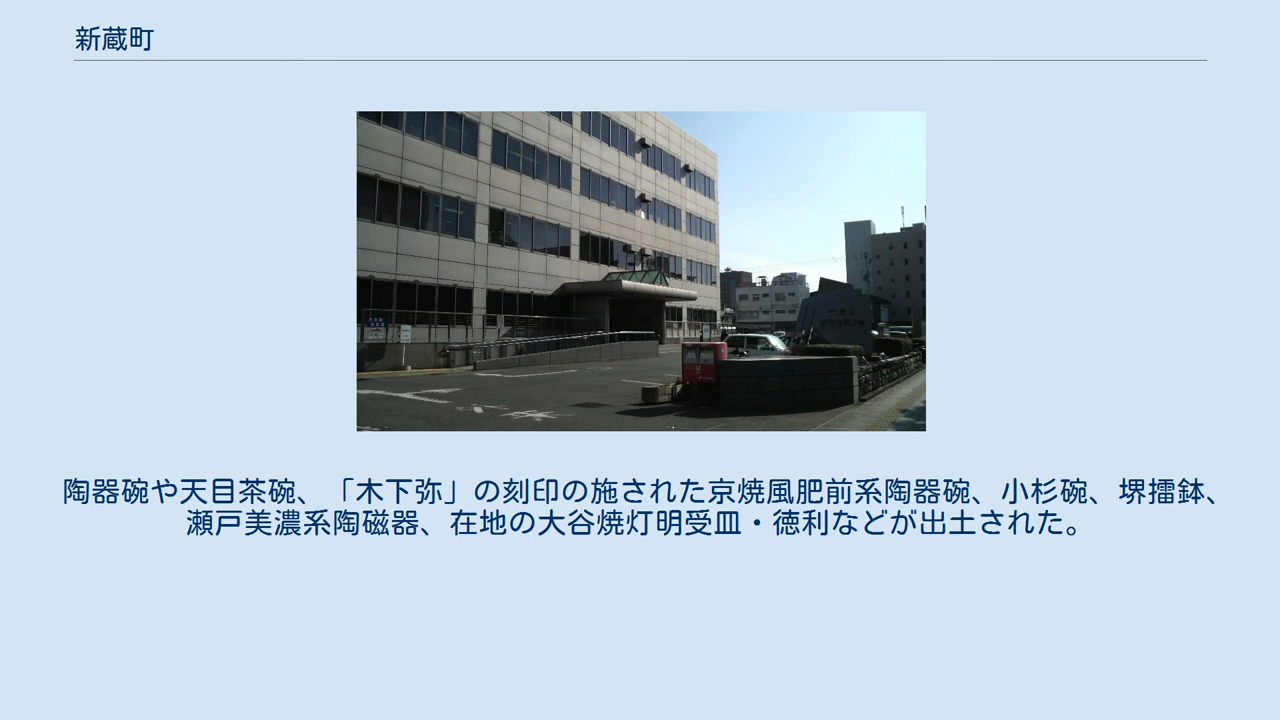 新蔵町
陶器碗や天目茶碗、「木下弥」の刻印の施された京焼風肥前系陶器碗、小杉碗、堺擂鉢、
瀬戸美濃系陶磁器、在地の大谷焼灯明受皿・徳利などが出土された。